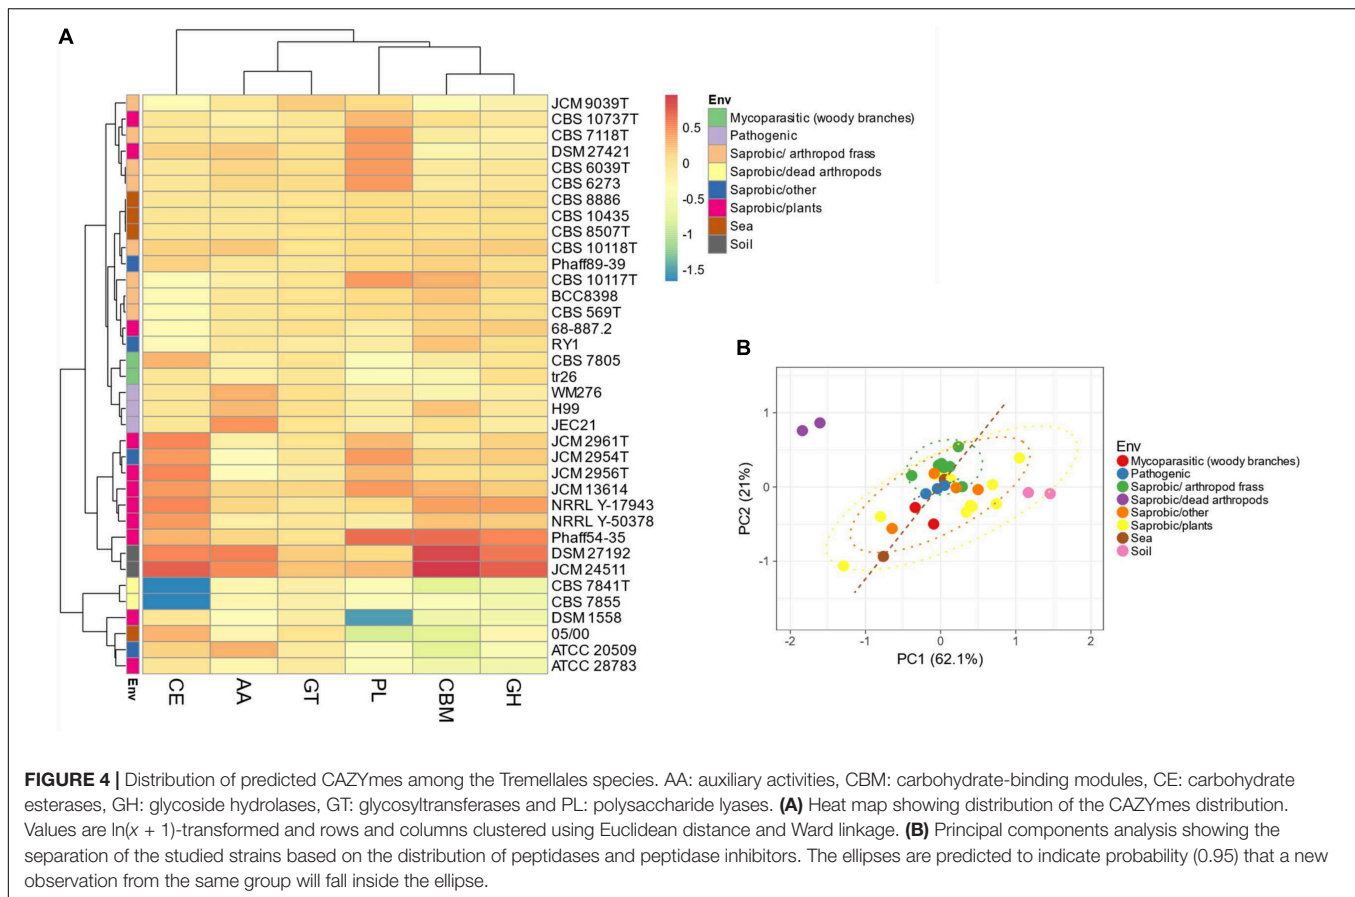 A
JCM 9039T
CBS 10737T
CBS 7118T
DSM 27421
CBS 6039T
CBS 6273
CBS 8886
CBS 10435
CBS 8507T
CBS 10118T
Phaff89-39
CBS 10117T
BCC8398
CBS 569T
68-887.2
RY1
CBS 7805
tr26
WM276
H99
JEC21
JCM 2961T
JCM 2954T
JCM 2956T
JCM 13614
NRRL Y-17943
NRRL Y-50378
Phaff54-35
DSM 27192
JCM 24511
CBS 7841T
CBS 7855
DSM 1558
05/00
ATCC 20509
ATCC 28783
Env
CE
AA
GT
PL
CBM
GH
0.5
0
-0.5
-1
-1.5
Env
Mycoparasitic (woody branches)
Pathogenic
Saprobic/ arthropod frass
Saprobic/dead arthropods
Saprobic/other
Saprobic/plants
Sea
Soil
B
1
0
-1
PC2 (21%)
-2
-1
0
1
2
PC1 (62.1%)
Env
Mycoparasitic (woody branches)
Pathogenic
Saprobic/ arthropod frass
Saprobic/dead arthropods
Saprobic/other
Saprobic/plants
Sea
Soil
FIGURE 4 | Distribution of predicted CAZYmes among the Tremellales species. AA: auxiliary activities, CBM: carbohydrate-binding modules, CE: carbohydrate
esterases, GH: glycoside hydrolases, GT: glycosyltransferases and PL: polysaccharide lyases. (A) Heat map showing distribution of the CAZYmes distribution.
Values are ln(x + 1)-transformed and rows and columns clustered using Euclidean distance and Ward linkage. (B) Principal components analysis showing the
separation of the studied strains based on the distribution of peptidases and peptidase inhibitors. The ellipses are predicted to indicate probability (0.95) that a new
observation from the same group will fall inside the ellipse.